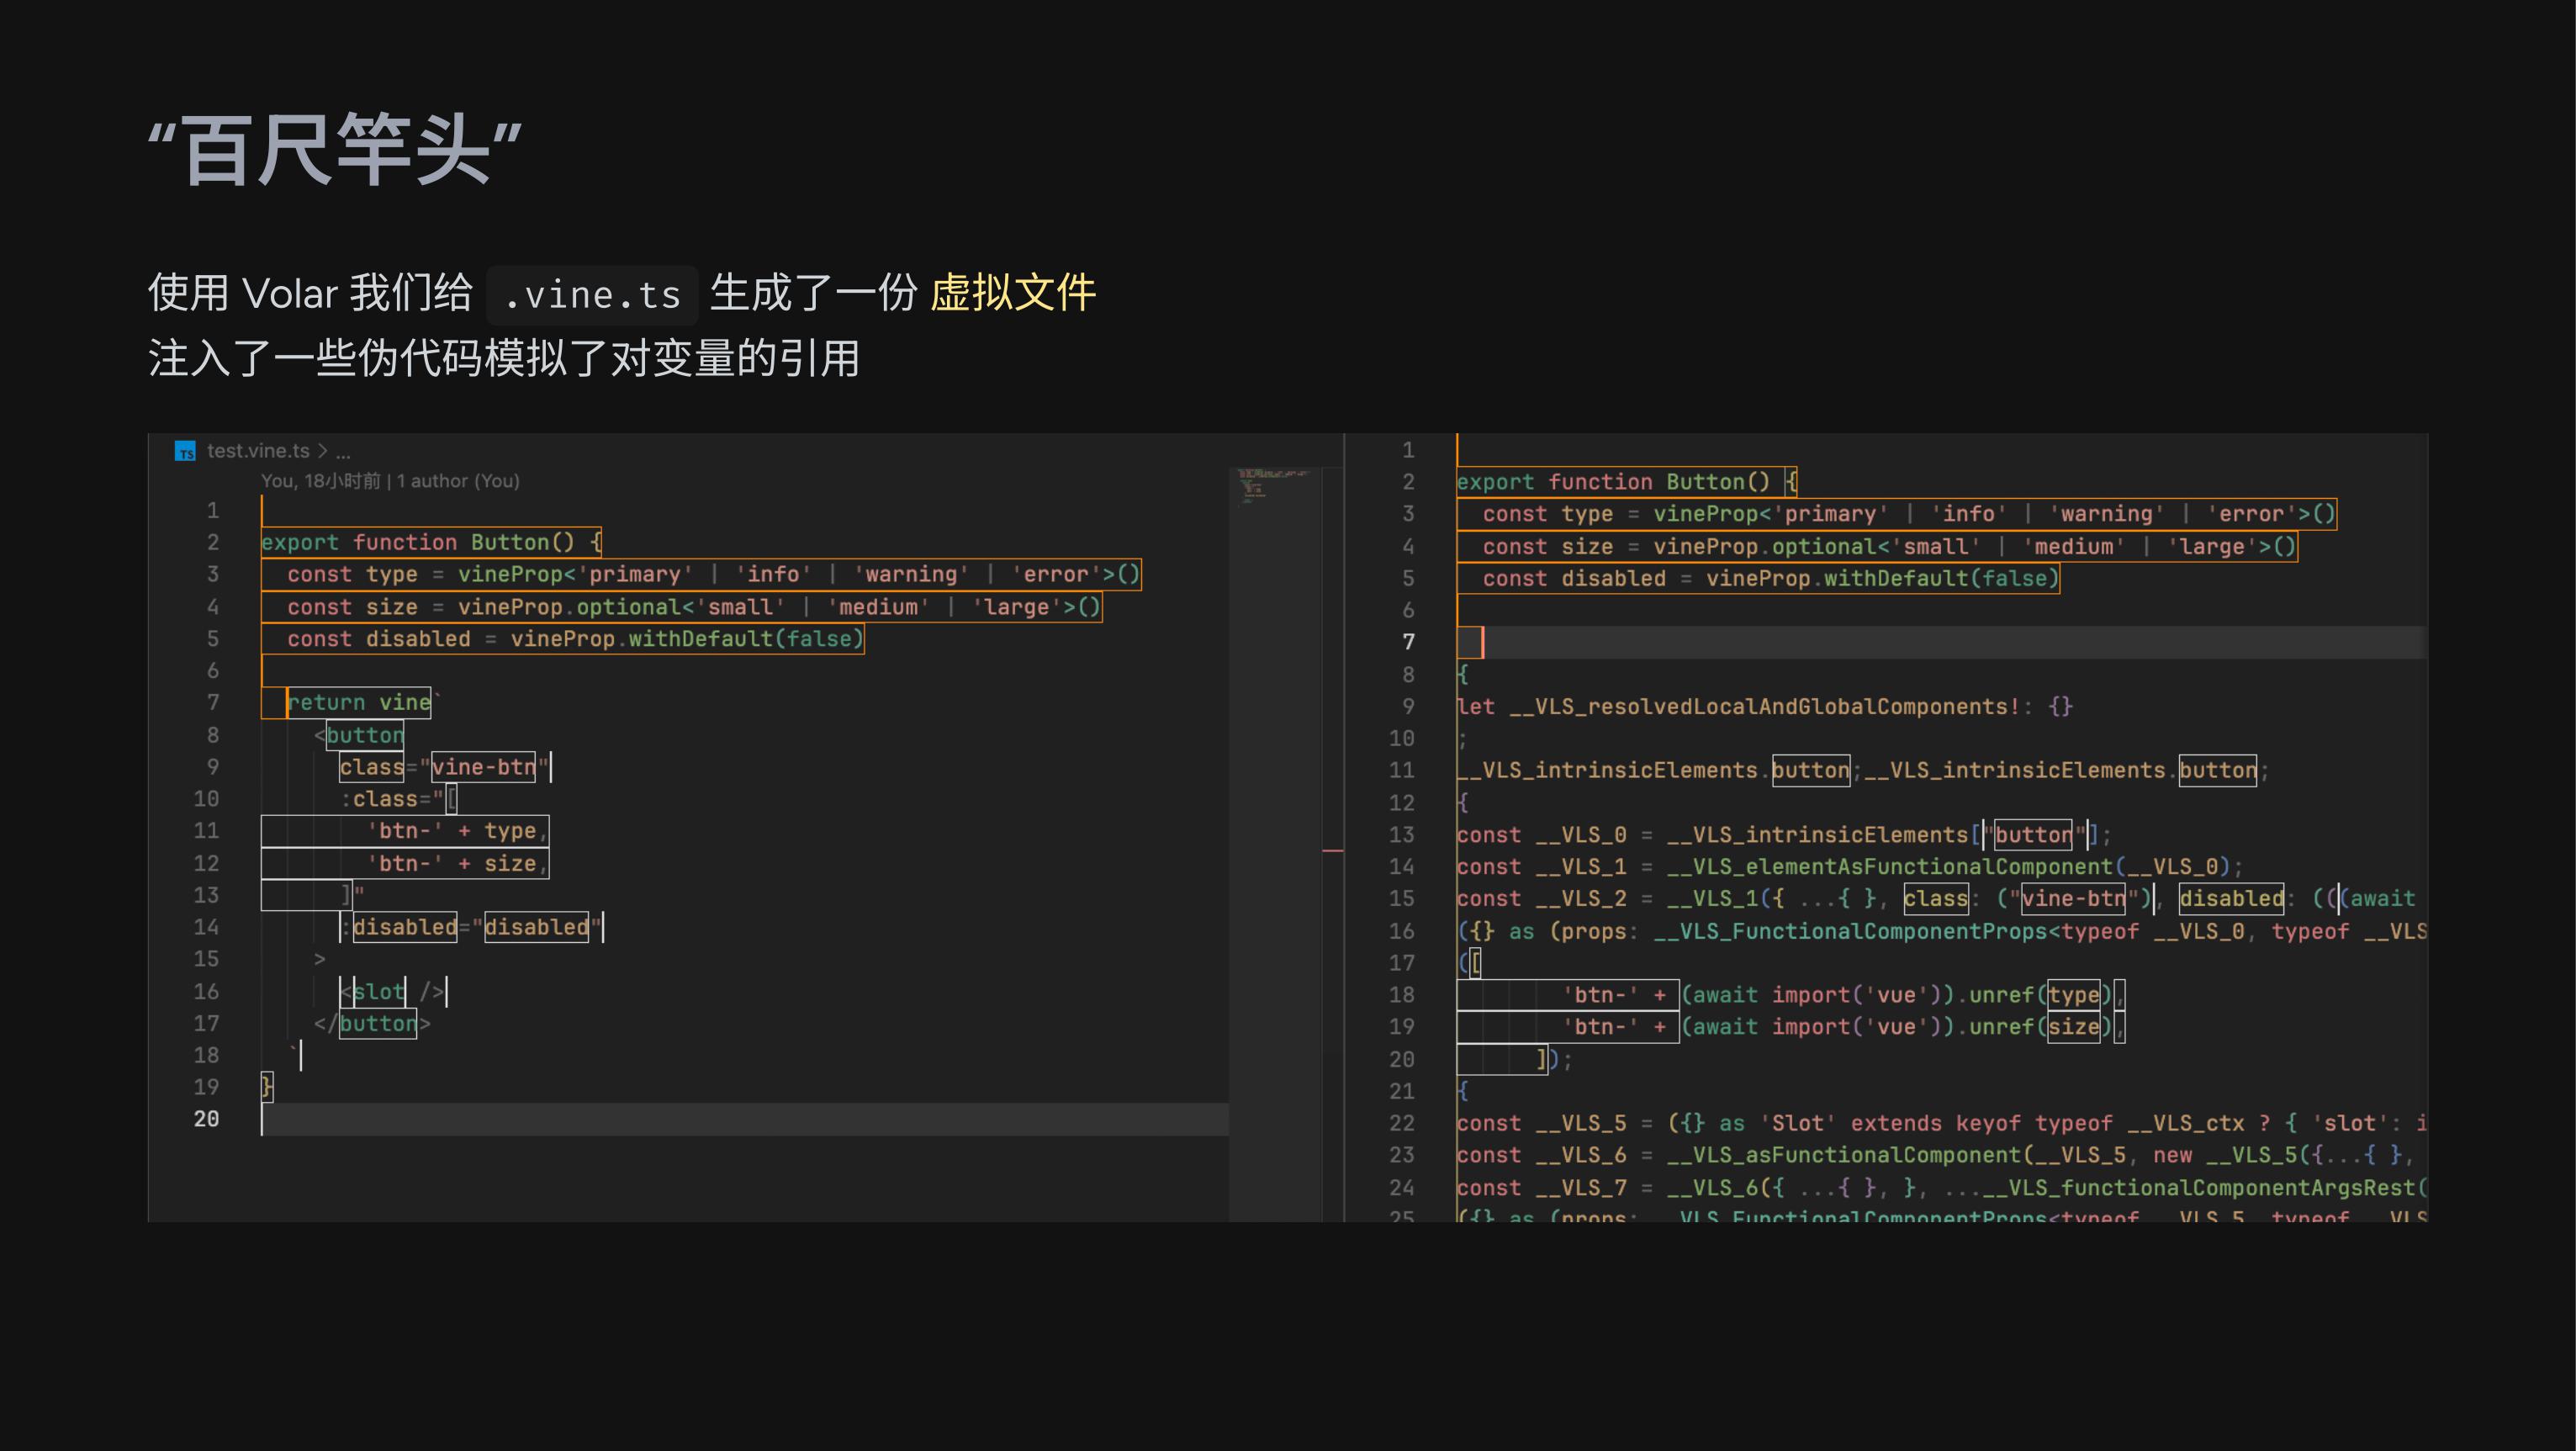 “百尺竿头”
使用 Volar 我们给 .vine.ts 生成了一份 虚拟文件
注入了一些伪代码模拟了对变量的引用
TS test.vine.ts > ...
You, 18小时前 | 1 author (You)
1
2 export function Button() {
3   const type = vineProp<'primary' | 'info' | 'warning' | 'error'>()
4   const size = vineProp.optional<'small' | 'medium' | 'large'>()
5   const disabled = vineProp.withDefault(false)
6
7   return vine`
8     <button
9       class="vine-btn"
10       :class="[
11         'btn-' + type,
12         'btn-' + size,
13       ]"
14       :disabled="disabled"
15     >
16       <slot />
17     </button>
18   `
19 }
20
1
2 export function Button() {
3   const type = vineProp<'primary' | 'info' | 'warning' | 'error'>()
4   const size = vineProp.optional<'small' | 'medium' | 'large'>()
5   const disabled = vineProp.withDefault(false)
6
7
8 {
9 let __VLS_resolvedLocalAndGlobalComponents!: {}
10 ;
11 __VLS_intrinsicElements.button;__VLS_intrinsicElements.button;
12 {
13 const __VLS_0 = __VLS_intrinsicElements["button"];
14 const __VLS_1 = __VLS_elementAsFunctionalComponent(__VLS_0);
15 const __VLS_2 = __VLS_1({ ...{ }, class: ("vine-btn"), disabled: (((await
16 ({} as (props: __VLS_FunctionalComponentProps<typeof __VLS_0, typeof __VLS
17 ([
18         'btn-' + (await import('vue')).unref(type),
19         'btn-' + (await import('vue')).unref(size),
20       ]);
21 {
22 const __VLS_5 = ({} as 'Slot' extends keyof typeof __VLS_ctx ? { 'slot': i
23 const __VLS_6 = __VLS_asFunctionalComponent(__VLS_5, new __VLS_5({...{ },
24 const __VLS_7 = __VLS_6({ ...{ }, }, ...__VLS_functionalComponentArgsRest(
25 ({} as (props: __VLS_FunctionalComponentProps<typeof __VLS_5, typeof __VLS